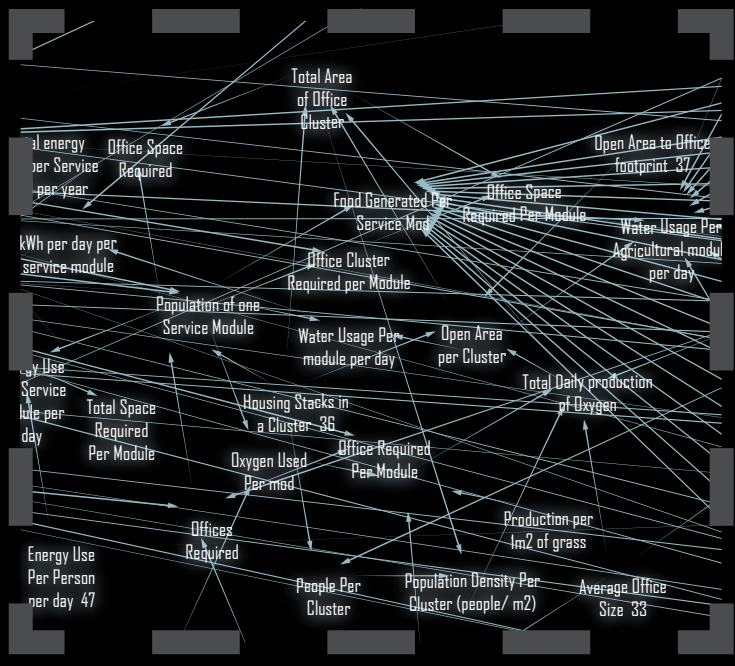 Total Area
of Office
Cluster
al energy
per Service
per year
Office Space
Required
Open Area to Office
footprint 37
Food Generated Per
Service Mod
Office Space
Required Per Module
Water Usage Per
Agricultural modu
per day
kWh per day per
service module
Office Cluster
Required per Module
Population of one
Service Module
Water Usage Per
module per day
Open Area
per Cluster
ay Use
Service
ule per
day
Total Daily production
of Oxygen
Total Space
Required
Per Module
Housing Stacks in
a Cluster 36
Oxygen Used
Per mod
Office Required
Per Module
Offices
Required
Production per
1m2 of grass
Energy Use
Per Person
per day 47
People Per
Cluster
Population Density Per
Cluster (people/ m2)
Average Office
Size 33